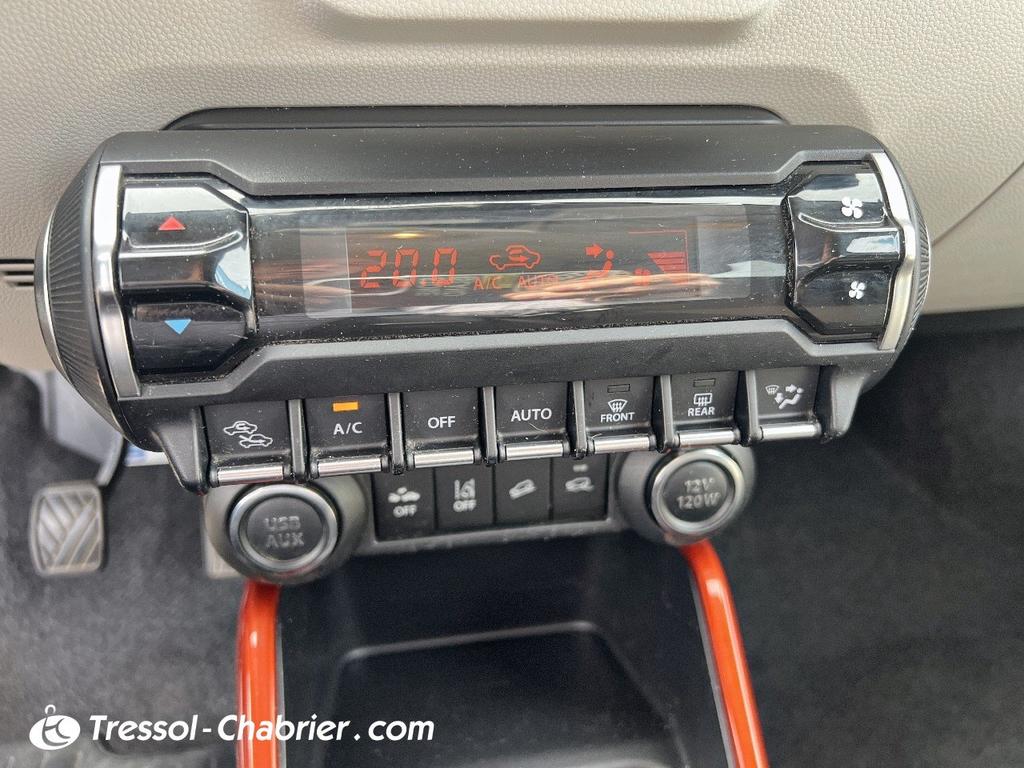 20.0 A/C AUTO
A/C OFF AUTO FRONT REAR
OFF OFF
USB
AUX
12V
120W
Tressol-Chabrier.com